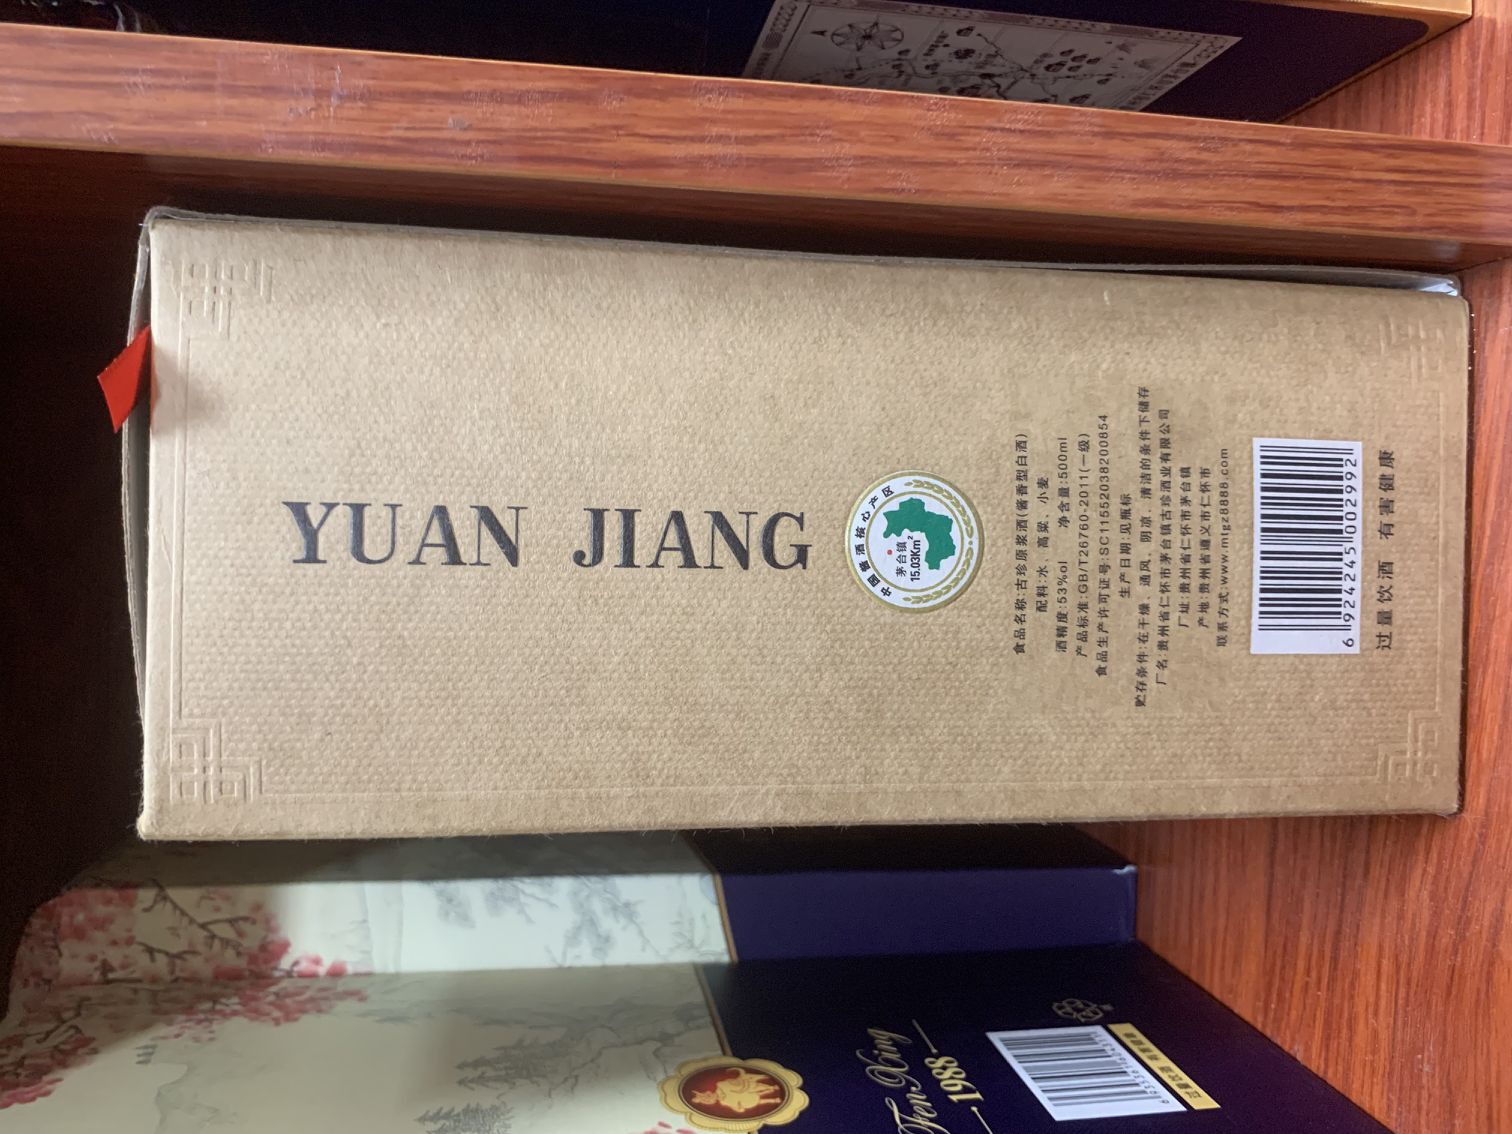 YUAN JIANG
中国酱酒核心产区
茅台镇
15.03Km²
食品名称:古珍原浆酒(酱香型白酒)
配料:水、高粱、小麦
酒精度:53%ol 净含量:500ml
产品标准:GB/T26760-2011(一级)
食品生产许可证号:SC11552038200854
生产日期:见瓶标
贮存条件:在干燥、通风、阴凉、清洁的条件下储存
厂名:贵州省仁怀市茅台镇古珍酒业有限公司
厂址:贵州省仁怀市茅台镇
产地:贵州省遵义市仁怀市
联系方式:www.mtgz8888.com
6 924245 002992
过量饮酒 有害健康
Fen Xing
1988